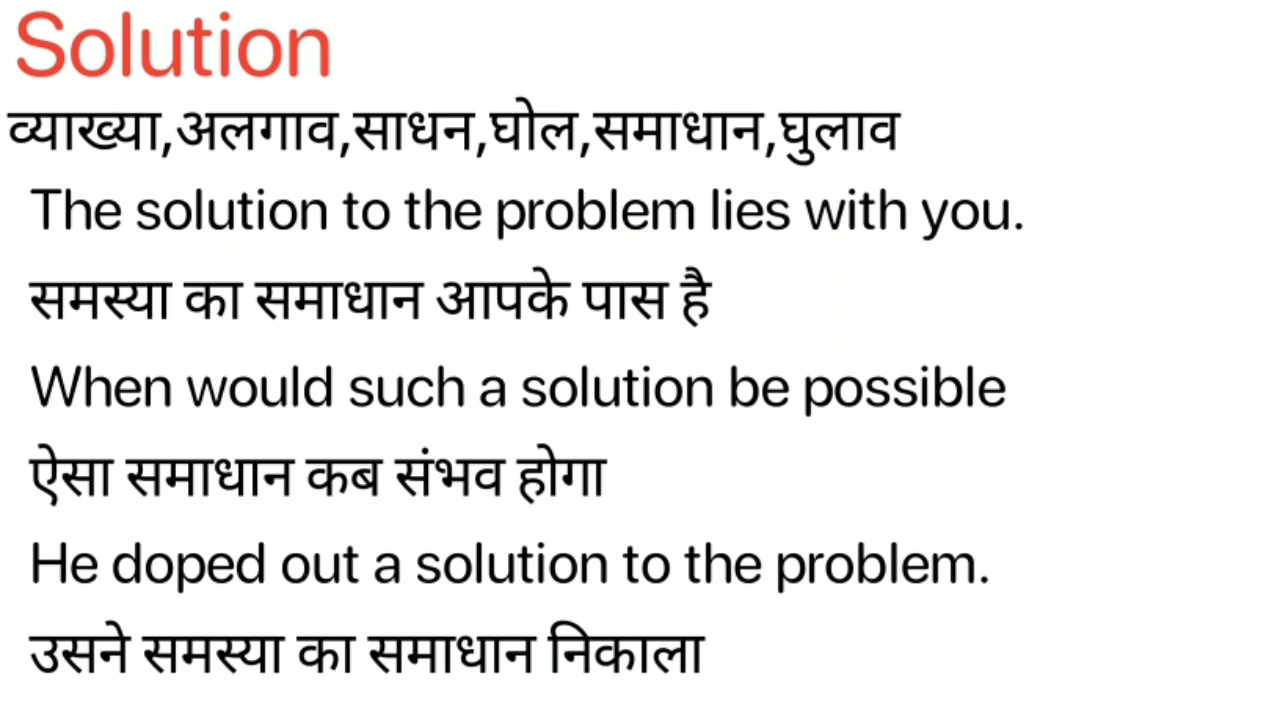 Solution
व्याख्या,अलगाव,साधन,घोल,समाधान,घुलाव
The solution to the problem lies with you.
समस्या का समाधान आपके पास है
When would such a solution be possible
ऐसा समाधान कब संभव होगा
He doped out a solution to the problem.
उसने समस्या का समाधान निकाला